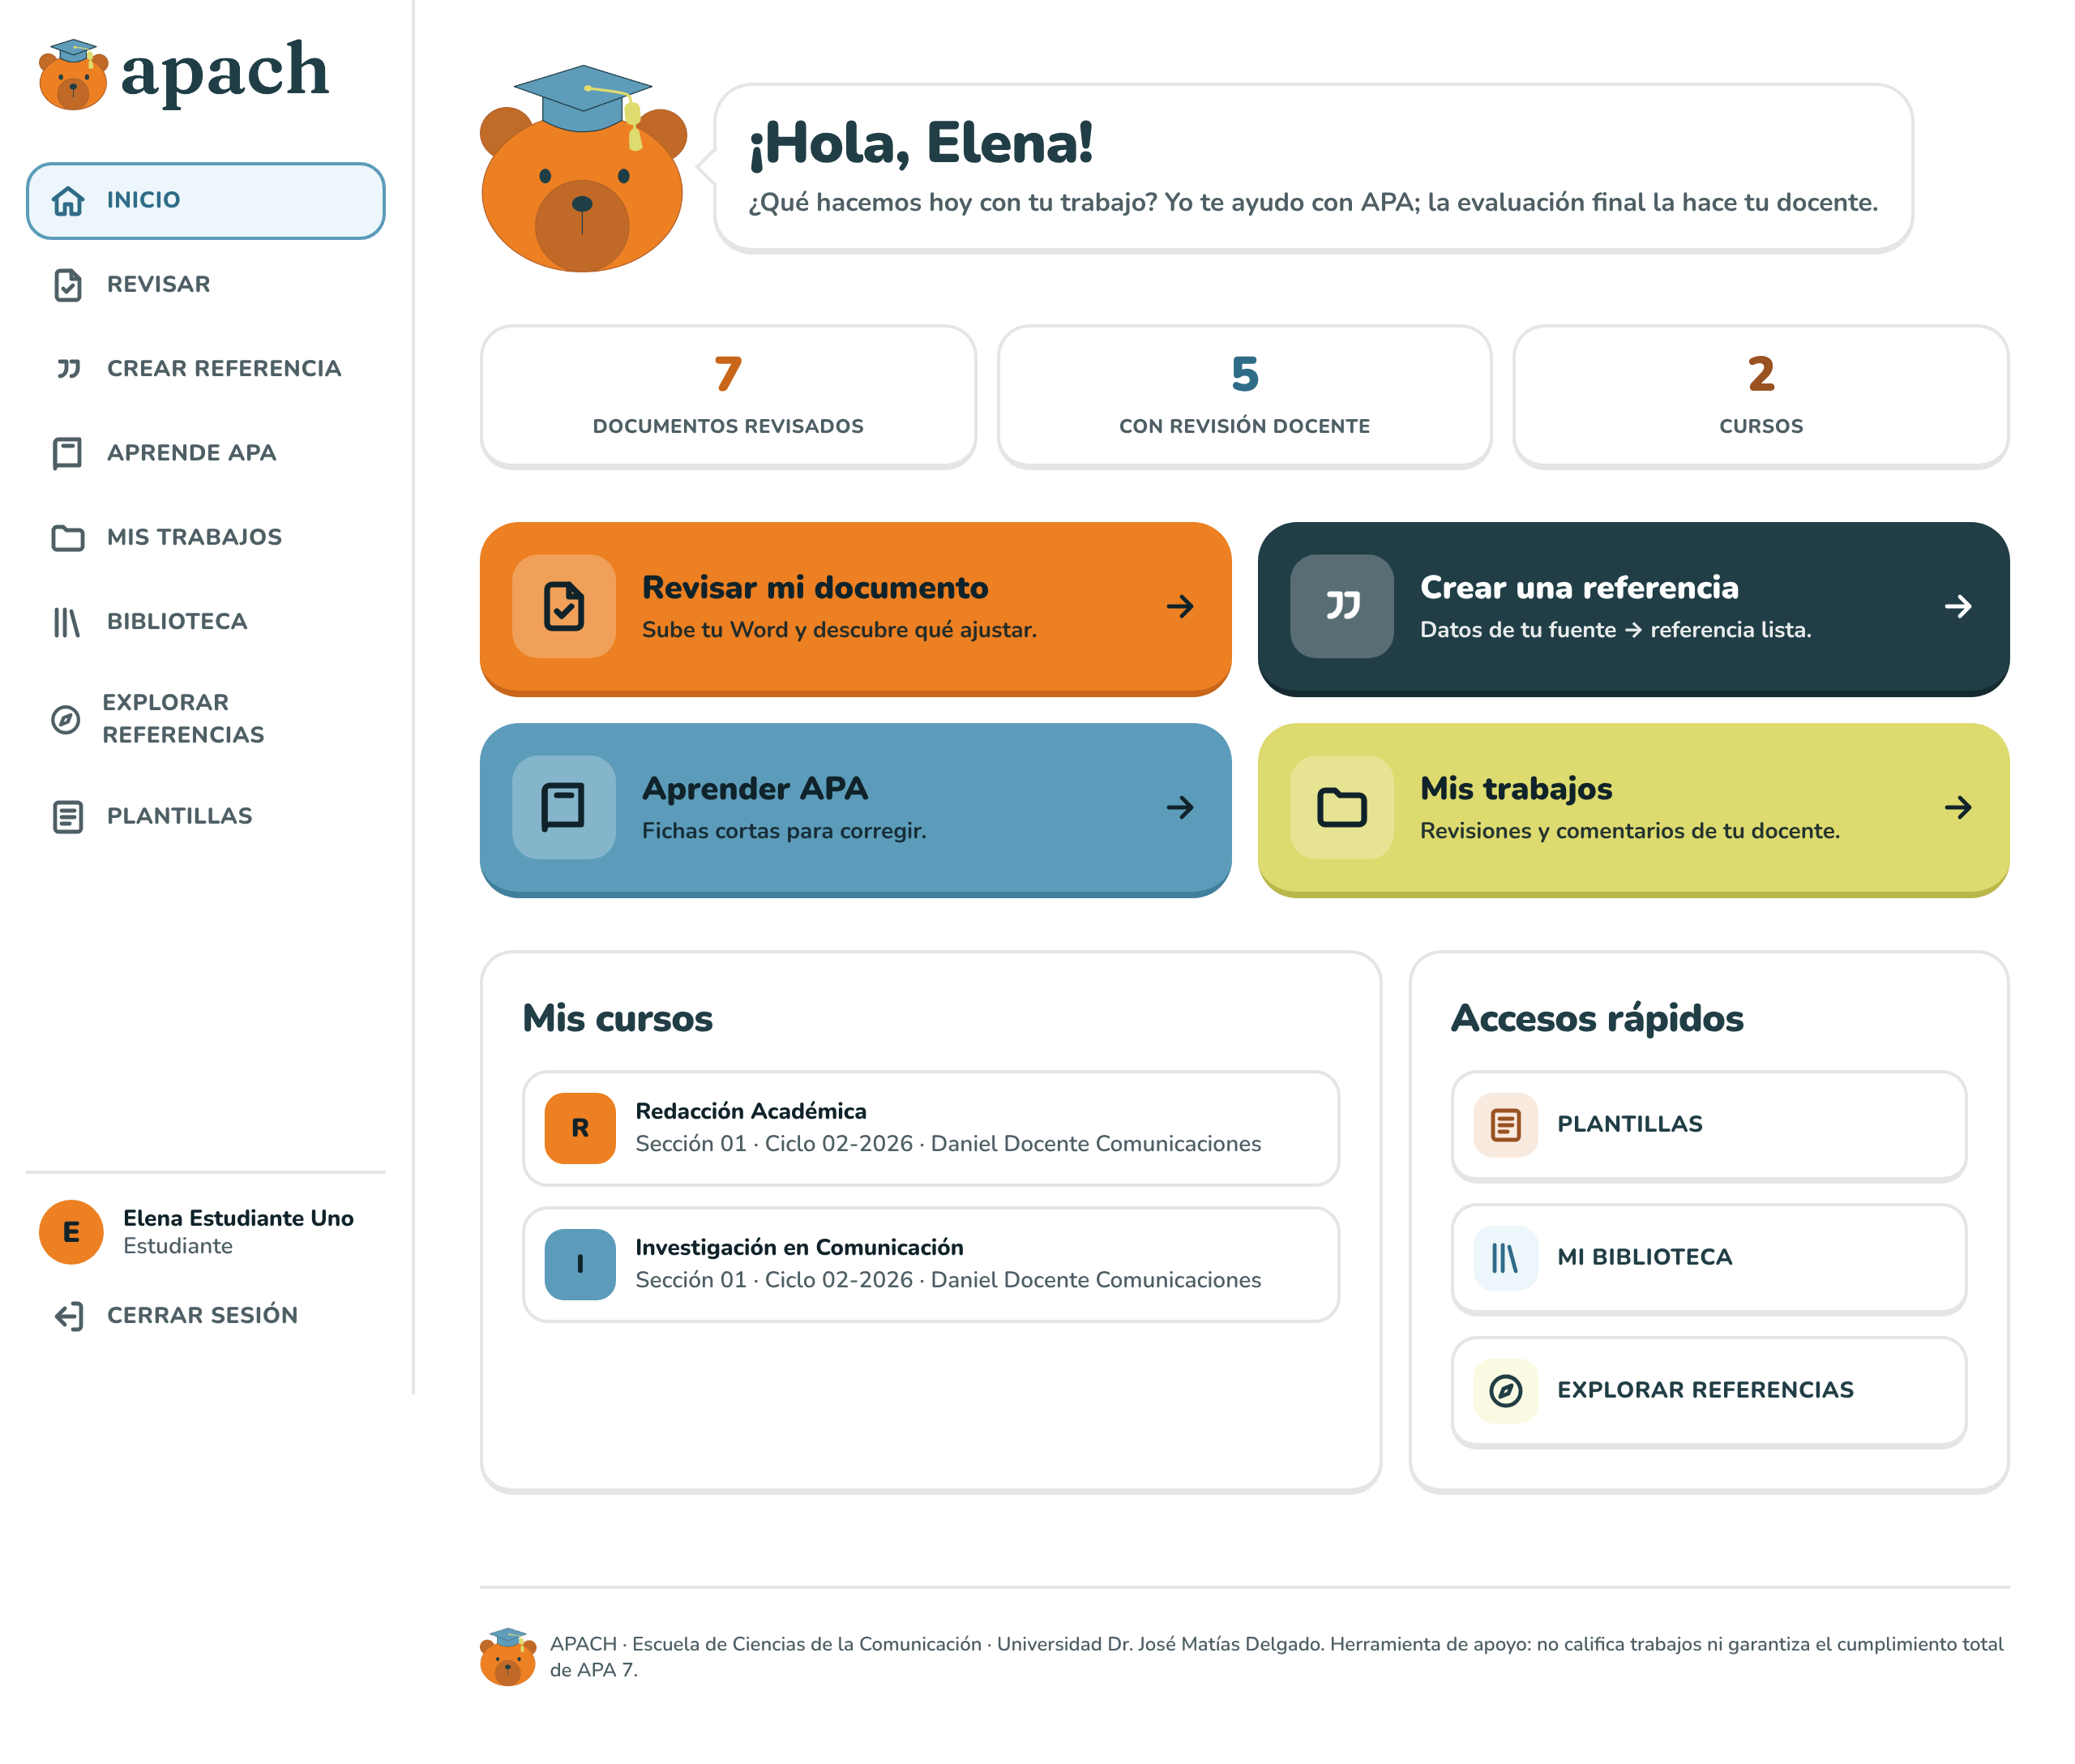 apach
INICIO
REVISAR
CREAR REFERENCIA
APRENDE APA
MIS TRABAJOS
BIBLIOTECA
EXPLORAR
REFERENCIAS
PLANTILLAS
E
Elena Estudiante Uno
Estudiante
CERRAR SESIÓN
¡Hola, Elena!
¿Qué hacemos hoy con tu trabajo? Yo te ayudo con APA; la evaluación final la hace tu docente.
7
DOCUMENTOS REVISADOS
5
CON REVISIÓN DOCENTE
2
CURSOS
Revisar mi documento
Sube tu Word y descubre qué ajustar.
Crear una referencia
Datos de tu fuente → referencia lista.
Aprender APA
Fichas cortas para corregir.
Mis trabajos
Revisiones y comentarios de tu docente.
Mis cursos
R
Redacción Académica
Sección 01 · Ciclo 02-2026 · Daniel Docente Comunicaciones
I
Investigación en Comunicación
Sección 01 · Ciclo 02-2026 · Daniel Docente Comunicaciones
Accesos rápidos
PLANTILLAS
MI BIBLIOTECA
EXPLORAR REFERENCIAS
APACH · Escuela de Ciencias de la Comunicación · Universidad Dr. José Matías Delgado. Herramienta de apoyo: no califica trabajos ni garantiza el cumplimiento total
de APA 7.